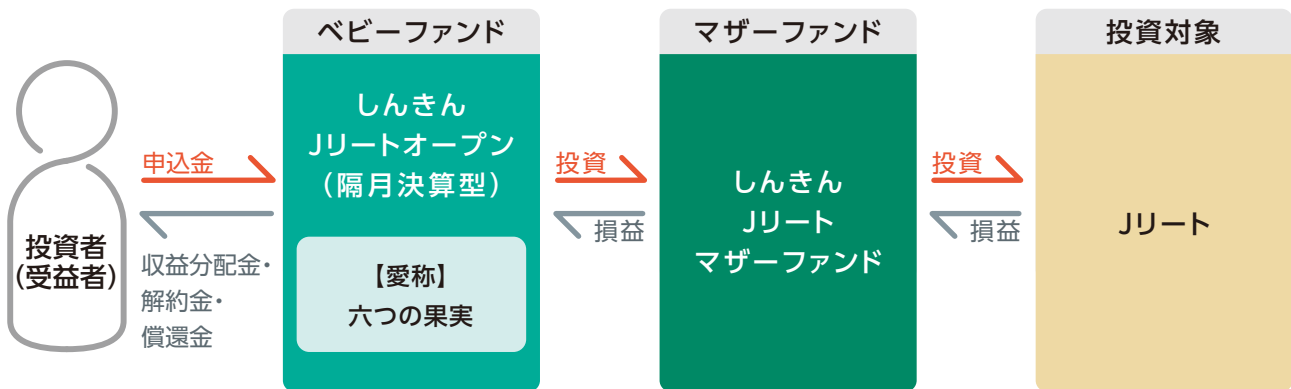 ベビーファンド
マザーファンド
投資対象
投資者
(受益者)
申込金
収益分配金・
解約金・
償還金
しんきん
Jリートオープン
(隔月決算型)
【愛称】
六つの果実
投資
損益
しんきん
Jリート
マザーファンド
投資
損益
Jリート